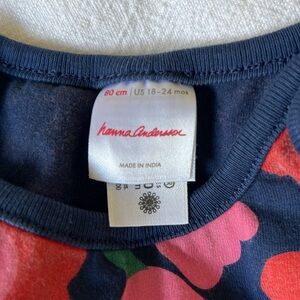 80 cm | US 18-24 mos
hanna andersson
MADE IN INDIA